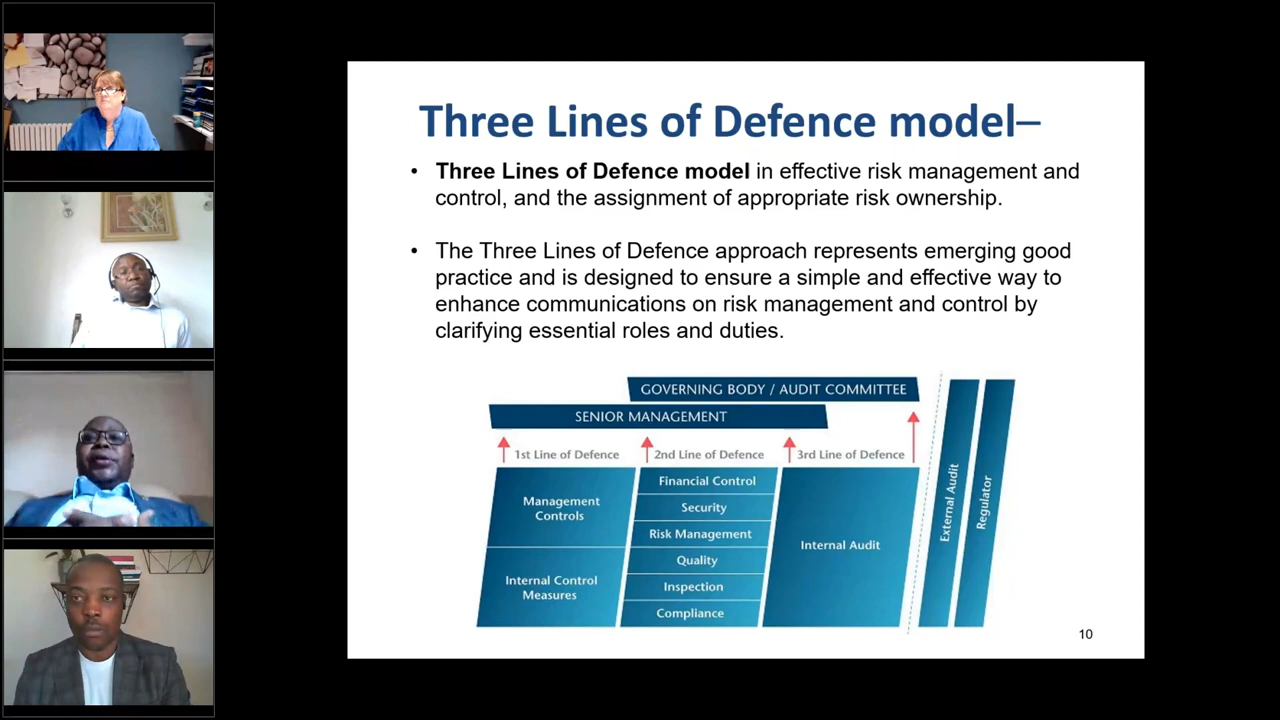 Three Lines of Defence model–
• Three Lines of Defence model in effective risk management and
control, and the assignment of appropriate risk ownership.
• The Three Lines of Defence approach represents emerging good
practice and is designed to ensure a simple and effective way to
enhance communications on risk management and control by
clarifying essential roles and duties.
GOVERNING BODY / AUDIT COMMITTEE
SENIOR MANAGEMENT
1st Line of Defence
2nd Line of Defence
3rd Line of Defence
Management
Controls
Internal Control
Measures
Financial Control
Security
Risk Management
Quality
Inspection
Compliance
Internal Audit
External Audit
Regulator
10